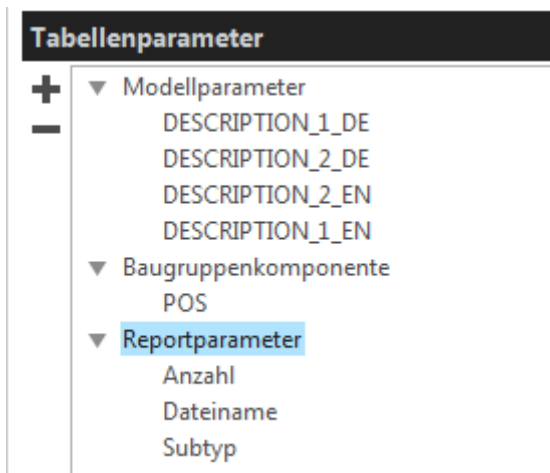 Tabellenparameter
Modellparameter
DESCRIPTION_1_DE
DESCRIPTION_2_DE
DESCRIPTION_2_EN
DESCRIPTION_1_EN
Baugruppenkomponente
POS
Reportparameter
Anzahl
Dateiname
Subtyp